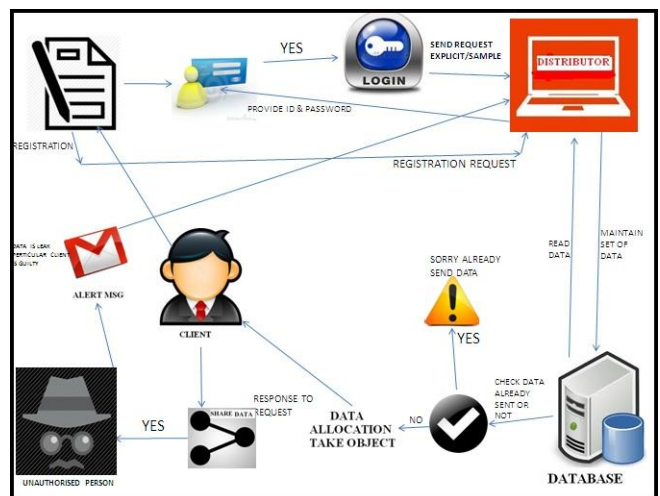 YES
LOGIN
SEND REQUEST
EXPLICIT/SAMPLE
DISTRIBUTOR
PROVIDE ID & PASSWORD
REGISTRATION
REGISTRATION REQUEST
DATA IS LEAK
PERTICULAR CLIENT
IS GUILTY
ALERT MSG
CLIENT
SORRY ALREADY
SEND DATA
READ
DATA
MAINTAIN
SET OF
DATA
YES
CHECK DATA
ALREADY
SENT OR
NOT
NO
RESPONSE TO
REQUEST
SHARE DATA
DATA
ALLOCATION
TAKE OBJECT
YES
UNAUTHORISED PERSON
DATABASE